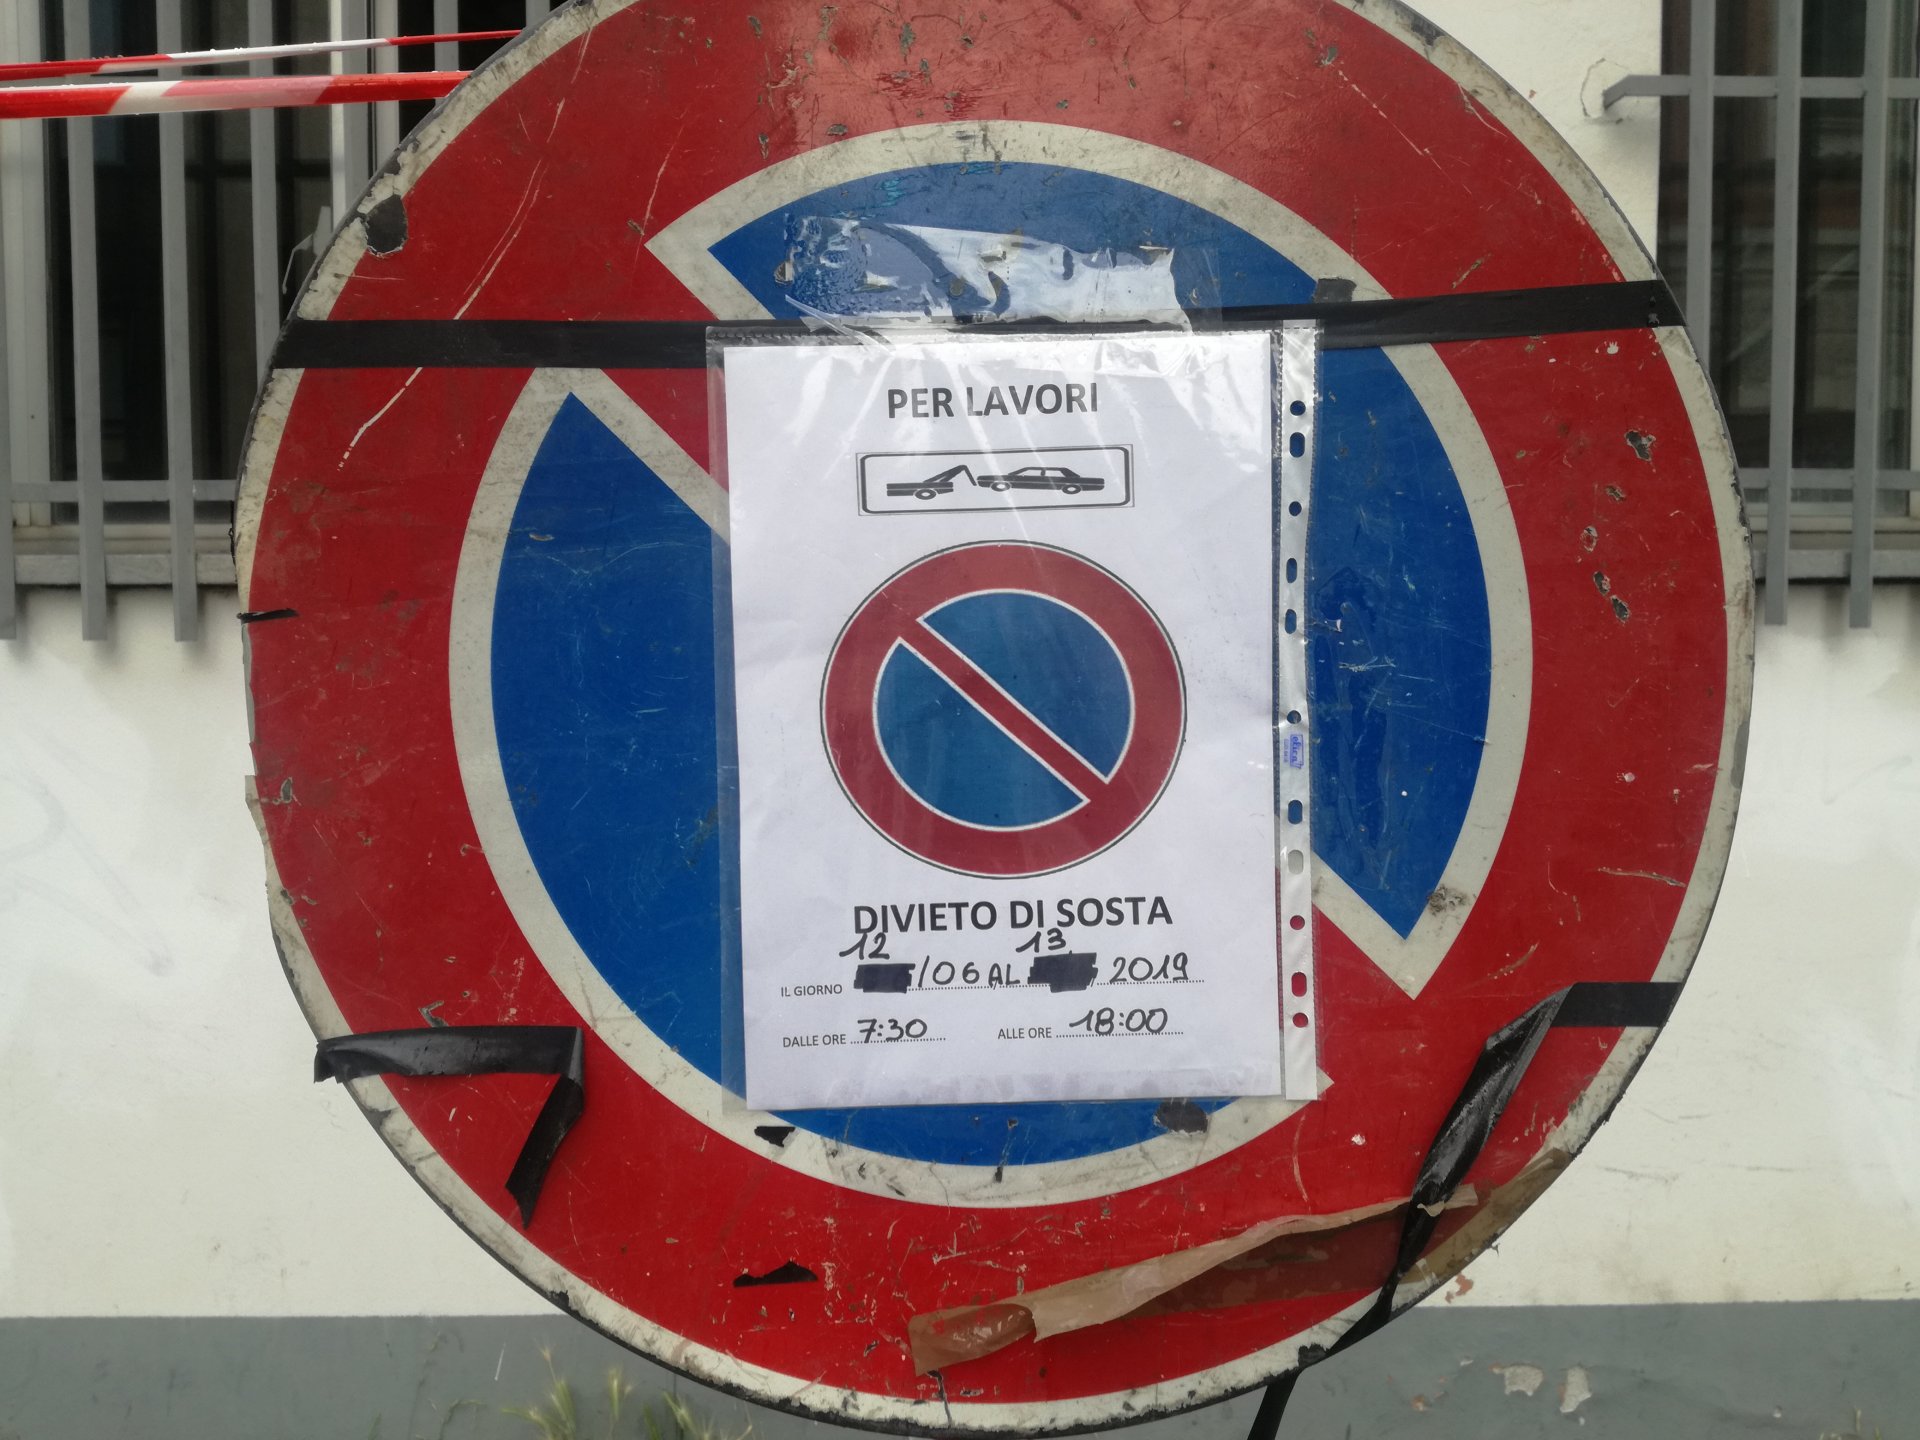 PER LAVORI
DIVIETO DI SOSTA
12 13
IL GIORNO /06 AL / 2019
DALLE ORE 7:30 ALLE ORE 18:00
elica